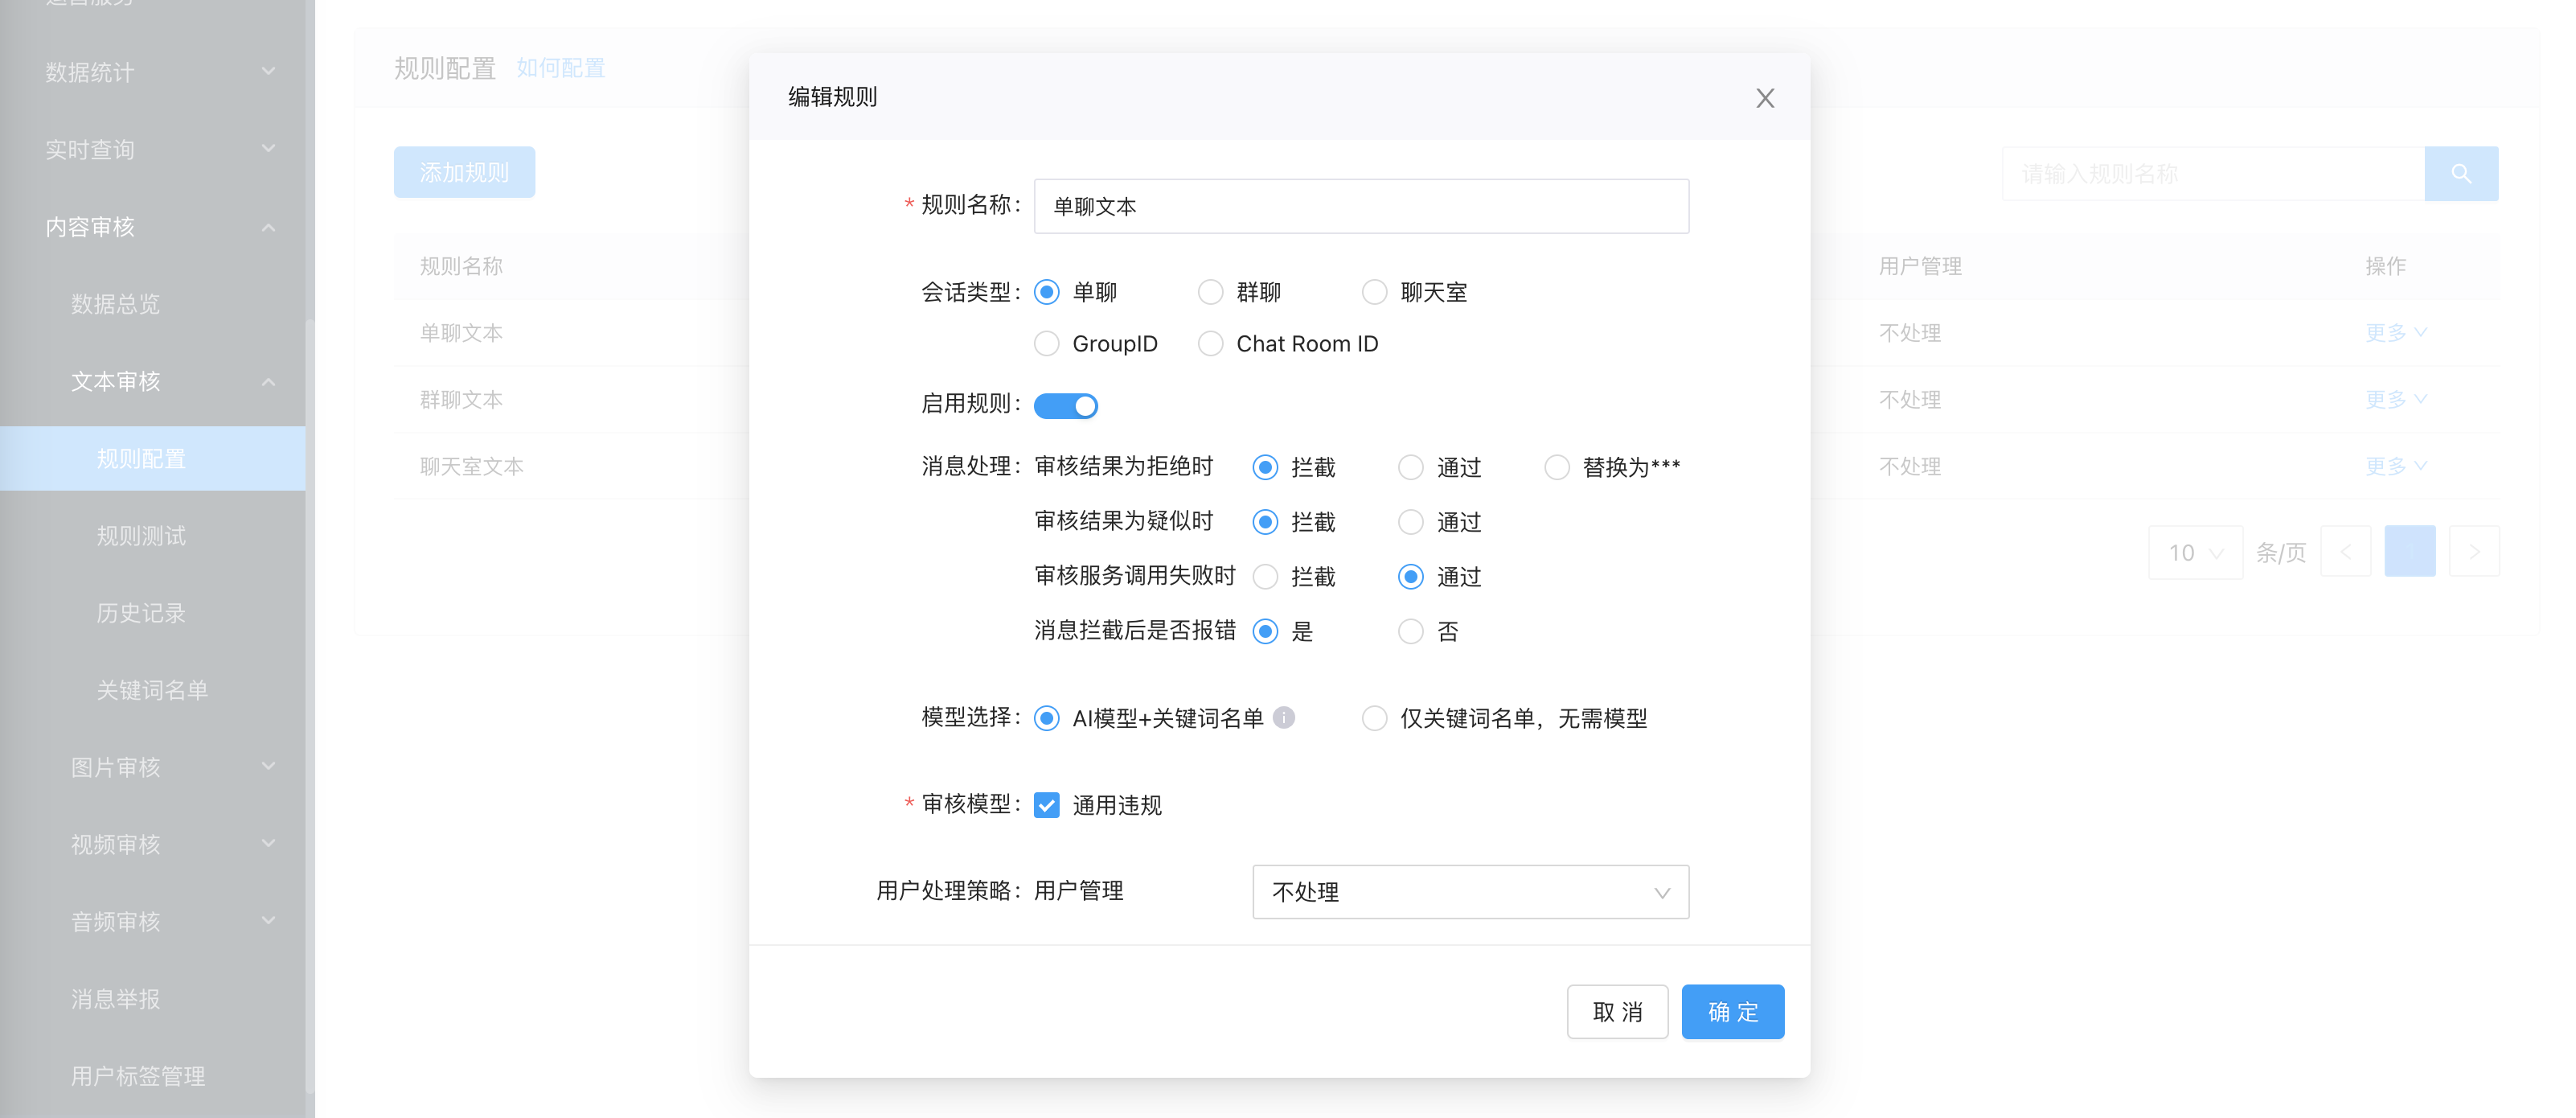 数据统计
实时查询
内容审核
数据总览
文本审核
规则配置
规则测试
历史记录
关键词名单
图片审核
视频审核
音频审核
消息举报
用户标签管理
规则配置 如何配置
添加规则
请输入规则名称
规则名称 用户管理 操作
单聊文本 不处理 更多
群聊文本 不处理 更多
聊天室文本 不处理 更多
10 条/页
编辑规则
* 规则名称: 单聊文本
会话类型: 单聊 群聊 聊天室
GroupID Chat Room ID
启用规则:
消息处理: 审核结果为拒绝时 拦截 通过 替换为***
审核结果为疑似时 拦截 通过
审核服务调用失败时 拦截 通过
消息拦截后是否报错 是 否
模型选择: AI模型+关键词名单 仅关键词名单，无需模型
* 审核模型: 通用违规
用户处理策略: 用户管理 不处理
取 消 确 定